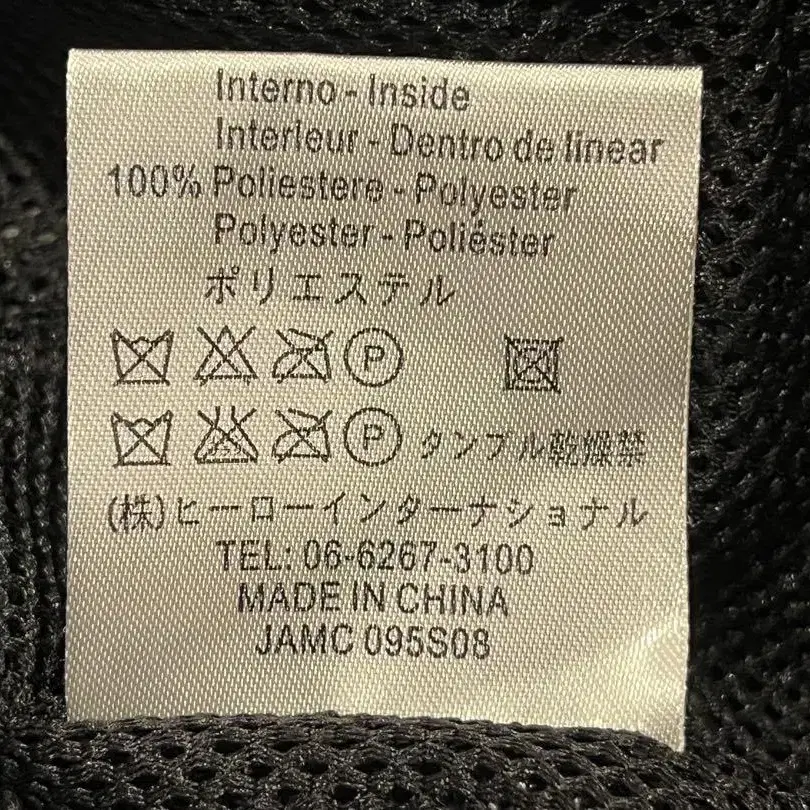 Interno - Inside
Interieur - Dentro de linear
100% Poliestere - Polyester
Polyester - Poliéster
ポリエステル
P
P タンブル乾燥禁
(株)ヒーローインターナショナル
TEL: 06-6267-3100
MADE IN CHINA
JAMC 095S08